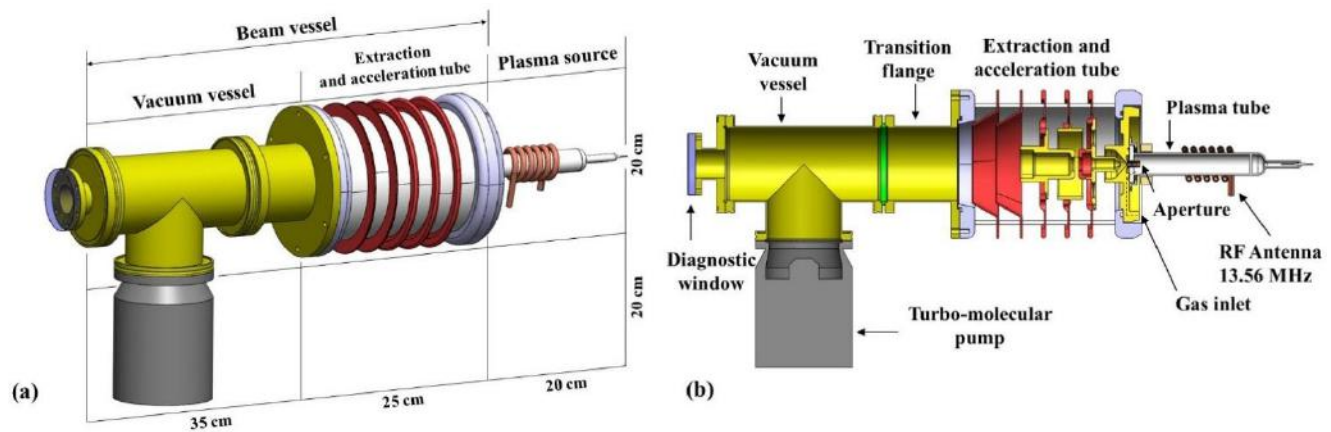 Beam vessel
Extraction
and acceleration tube
Plasma source
Vacuum vessel
20 cm
20 cm
(a)
35 cm
25 cm
20 cm
Vacuum
vessel
Transition
flange
Extraction and
acceleration tube
Plasma tube
Aperture
RF Antenna
13.56 MHz
Gas inlet
Diagnostic
window
Turbo-molecular
pump
(b)